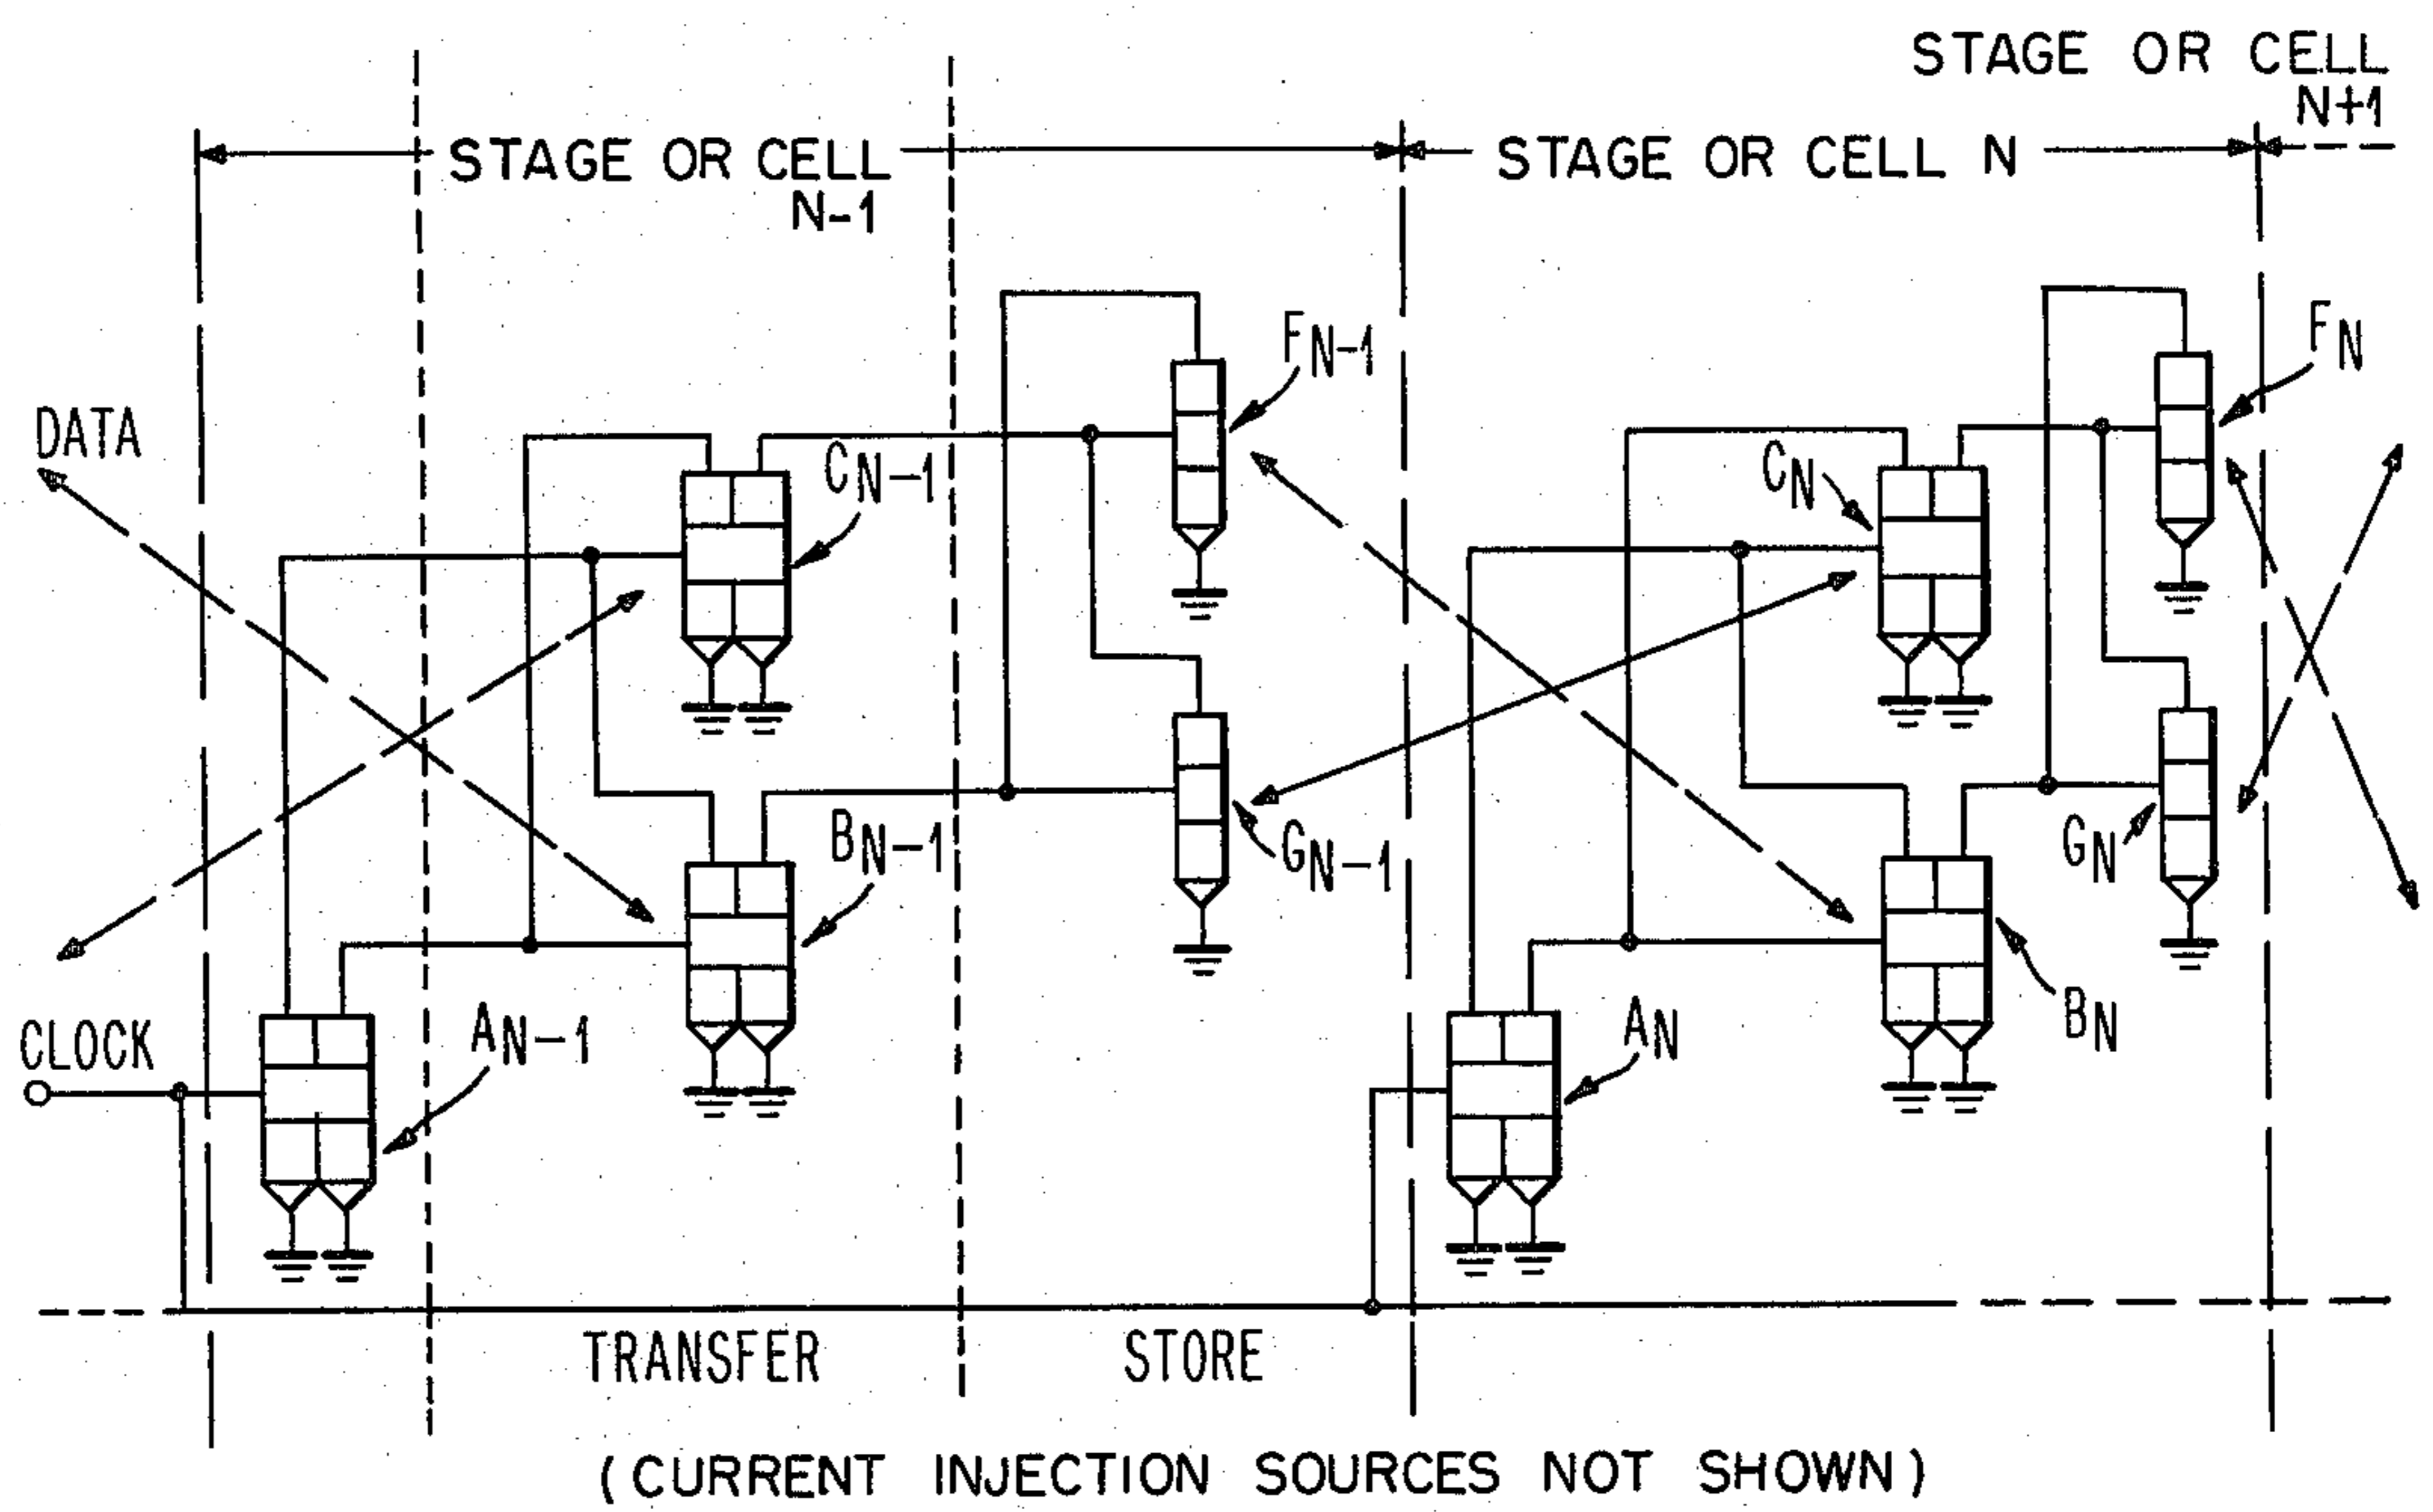 STAGE OR CELL
N+1
STAGE OR CELL
N-1
STAGE OR CELL N
FN-1
FN
DATA
CN-1
CN
BN-1
GN-1
GN
CLOCK
AN-1
AN
BN
TRANSFER
STORE
(CURRENT INJECTION SOURCES NOT SHOWN)